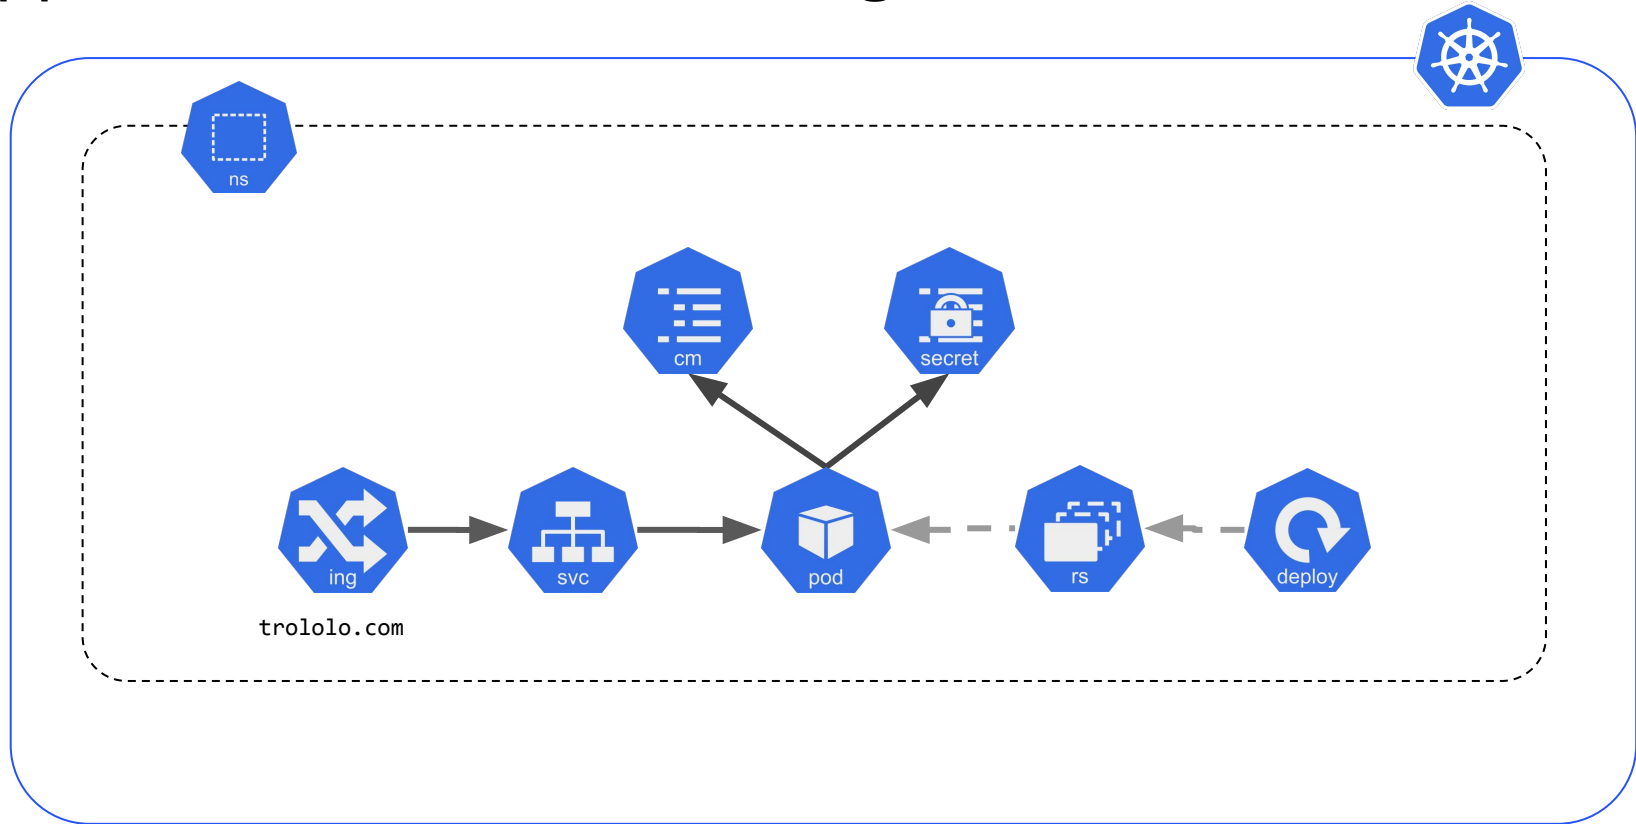 ns
cm
secret
ing
svc
pod
rs
deploy
trololo.com